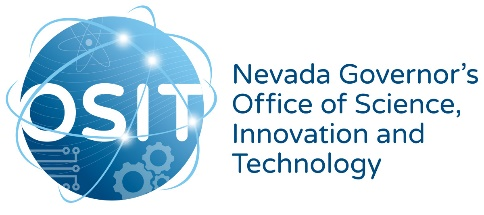 OSIT
Nevada Governor's
Office of Science,
Innovation and
Technology